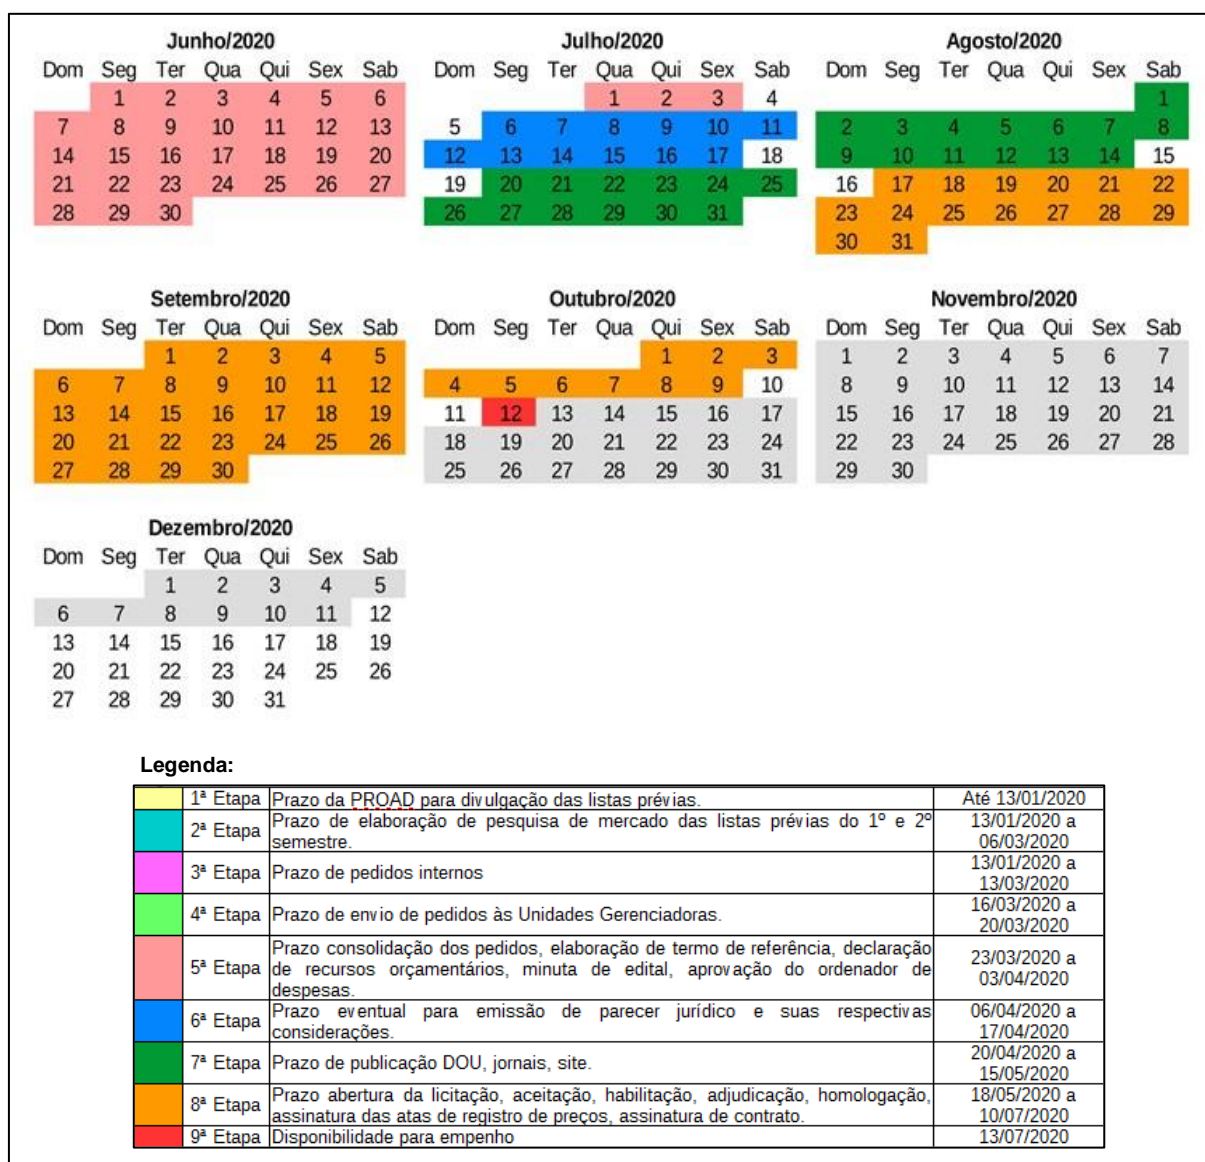 Junho/2020
Dom Seg Ter Qua Qui Sex Sab
1 2 3 4 5 6
7 8 9 10 11 12 13
14 15 16 17 18 19 20
21 22 23 24 25 26 27
28 29 30
Julho/2020
Dom Seg Ter Qua Qui Sex Sab
1 2 3 4
5 6 7 8 9 10 11
12 13 14 15 16 17 18
19 20 21 22 23 24 25
26 27 28 29 30 31
Agosto/2020
Dom Seg Ter Qua Qui Sex Sab
1
2 3 4 5 6 7 8
9 10 11 12 13 14 15
16 17 18 19 20 21 22
23 24 25 26 27 28 29
30 31
Setembro/2020
Dom Seg Ter Qua Qui Sex Sab
1 2 3 4 5
6 7 8 9 10 11 12
13 14 15 16 17 18 19
20 21 22 23 24 25 26
27 28 29 30
Outubro/2020
Dom Seg Ter Qua Qui Sex Sab
1 2 3
4 5 6 7 8 9 10
11 12 13 14 15 16 17
18 19 20 21 22 23 24
25 26 27 28 29 30 31
Novembro/2020
Dom Seg Ter Qua Qui Sex Sab
1 2 3 4 5 6 7
8 9 10 11 12 13 14
15 16 17 18 19 20 21
22 23 24 25 26 27 28
29 30
Dezembro/2020
Dom Seg Ter Qua Qui Sex Sab
1 2 3 4 5
6 7 8 9 10 11 12
13 14 15 16 17 18 19
20 21 22 23 24 25 26
27 28 29 30 31
Legenda:
1ª Etapa Prazo da PROAD para divulgação das listas prévias. Até 13/01/2020
2ª Etapa Prazo de elaboração de pesquisa de mercado das listas prévias do 1º e 2º
semestre.
13/01/2020 a
06/03/2020
3ª Etapa Prazo de pedidos internos
13/01/2020 a
13/03/2020
4ª Etapa Prazo de envio de pedidos às Unidades Gerenciadoras.
16/03/2020 a
20/03/2020
5ª Etapa Prazo consolidação dos pedidos, elaboração de termo de referência, declaração
de recursos orçamentários, minuta de edital, aprovação do ordenador de
despesas.
23/03/2020 a
03/04/2020
6ª Etapa Prazo eventual para emissão de parecer jurídico e suas respectivas
considerações.
06/04/2020 a
17/04/2020
7ª Etapa Prazo de publicação DOU, jornais, site.
20/04/2020 a
15/05/2020
8ª Etapa Prazo abertura da licitação, aceitação, habilitação, adjudicação, homologação,
assinatura das atas de registro de preços, assinatura de contrato.
18/05/2020 a
10/07/2020
9ª Etapa Disponibilidade para empenho 13/07/2020